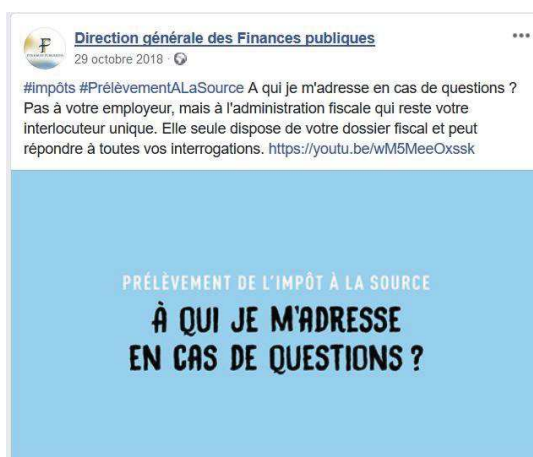 Direction générale des Finances publiques
29 octobre 2018 ·
#impôts #PrélèvementALaSource A qui je m'adresse en cas de questions ?
Pas à votre employeur, mais à l'administration fiscale qui reste votre
interlocuteur unique. Elle seule dispose de votre dossier fiscal et peut
répondre à toutes vos interrogations. https://youtu.be/wM5MeeOxssk
PRÉLÈVEMENT DE L'IMPÔT À LA SOURCE
À QUI JE M'ADRESSE
EN CAS DE QUESTIONS ?